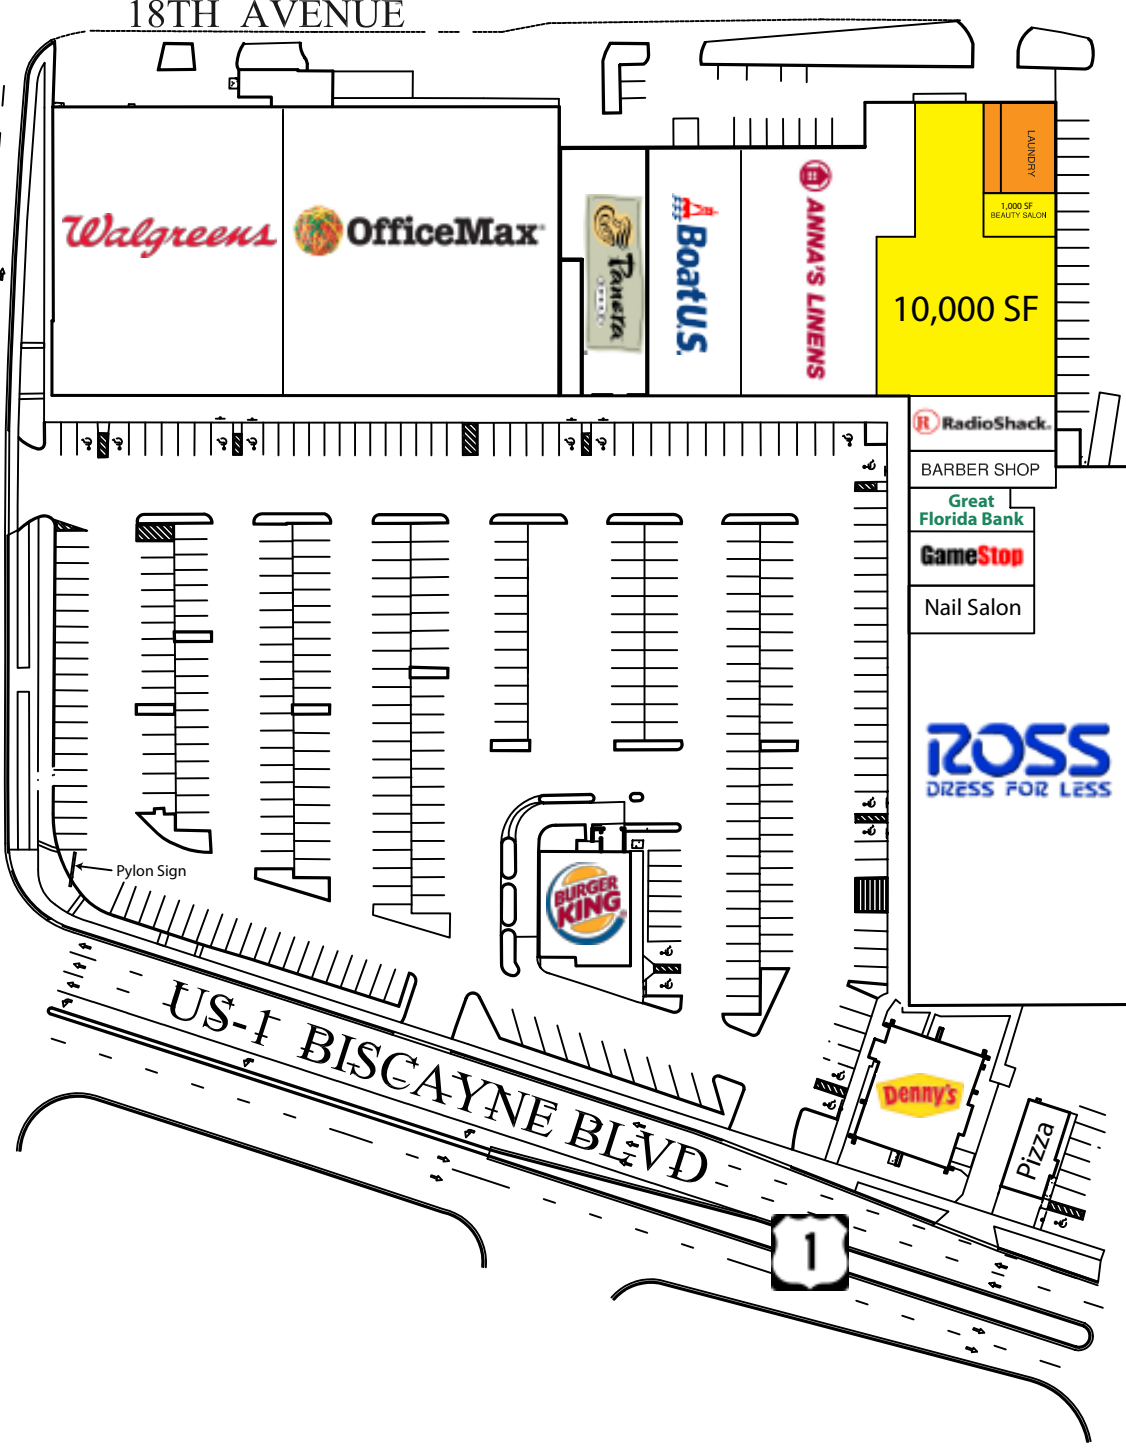 18TH AVENUE
Walgreens
OfficeMax
Panera
BREAD
BoatU.S.
ANNA'S LINENS
LAUNDRY
1,000 SF
BEAUTY SALON
10,000 SF
R RadioShack.
BARBER SHOP
Great
Florida Bank
GameStop
Nail Salon
ROSS
DRESS FOR LESS
Pylon Sign
BURGER
KING
US-1 BISCAYNE BLVD
Denny's
Pizza
1